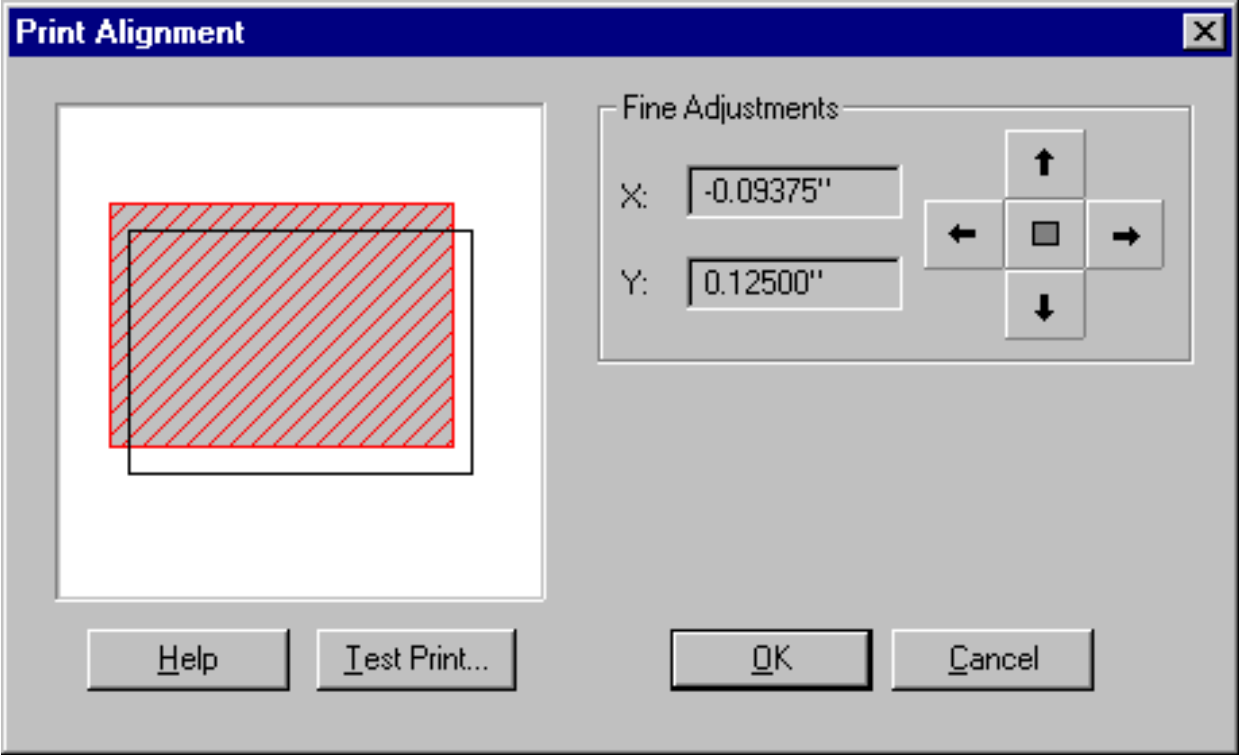 Print Alignment
Fine Adjustments
X: -0.09375"
Y: 0.12500"
Help Test Print... OK Cancel